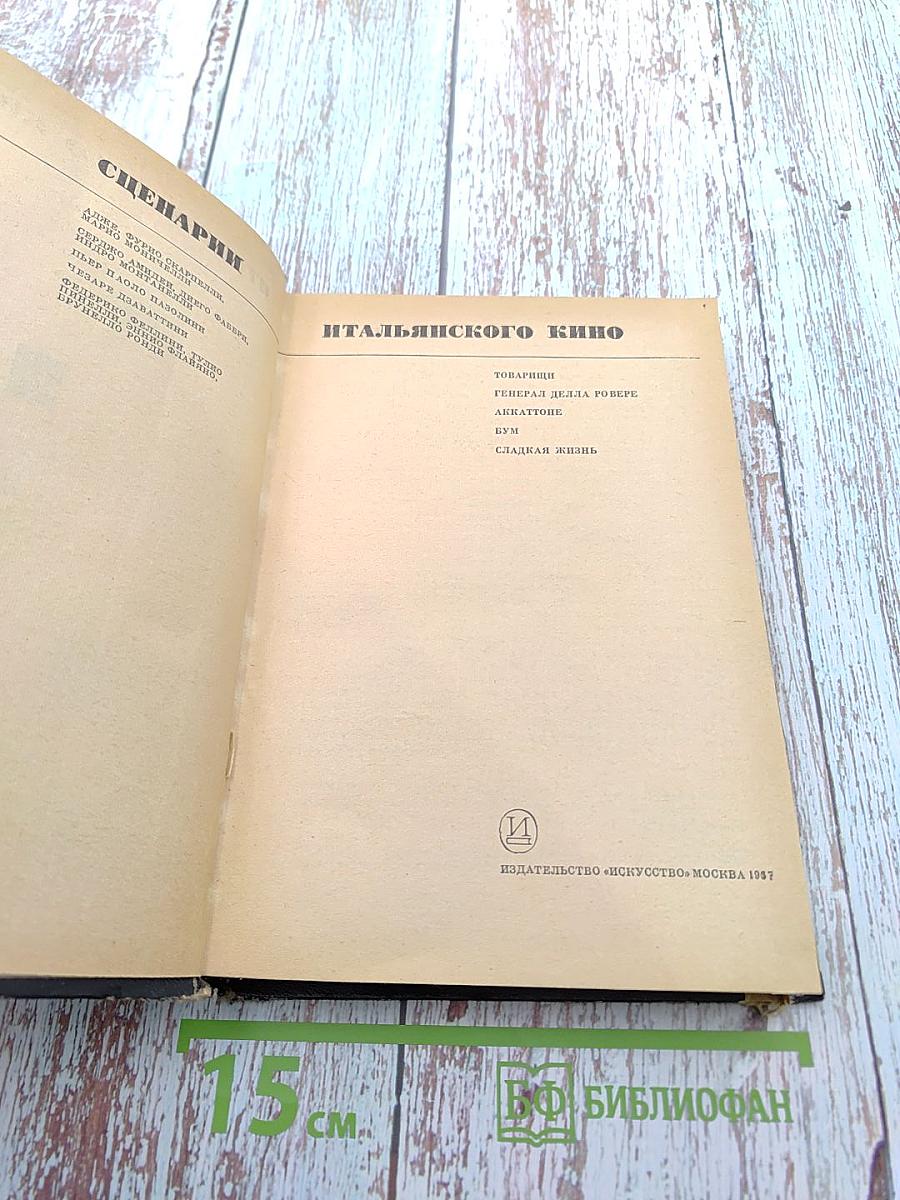 СЦЕНАРИИ
АДЖЕ, ФУРИО СКАРПЕЛЛИ,
МАРИО МОНИЧЕЛЛИ
СЕРДЖО АМИДЕИ, ДИЕГО ФАББРИ,
ИНДРО МОНТАНЕЛЛИ
ПЬЕР ПАОЛО ПАЗОЛИНИ
ЧЕЗАРЕ ДЗАВАТТИНИ
ФЕДЕРИКО ФЕЛЛИНИ, ТУЛИО
ПИНЕЛЛИ, ЭННИО ФЛАЙЯНО,
БРУНЕЛЛО РОНДИ
ИТАЛЬЯНСКОГО КИНО
ТОВАРИЩИ
ГЕНЕРАЛ ДЕЛЛА РОВЕРЕ
АККАТТОНЕ
БУМ
СЛАДКАЯ ЖИЗНЬ
И
ИЗДАТЕЛЬСТВО «ИСКУССТВО» МОСКВА 1967
15 см
БФ БИБЛИОФАН